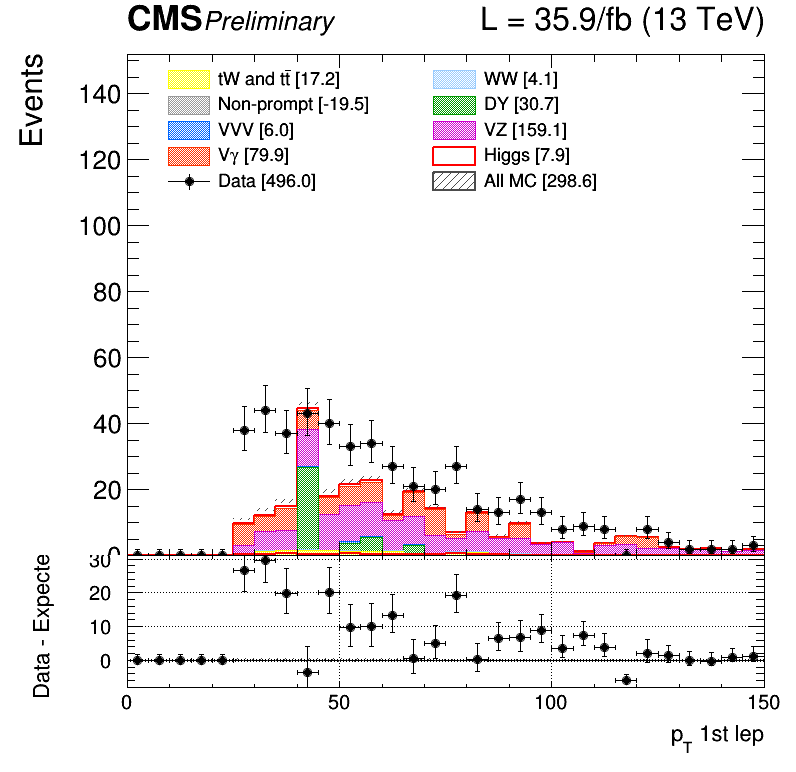 CMS Preliminary L = 35.9/fb (13 TeV)
Events
tW and tt̄ [17.2] WW [4.1]
Non-prompt [-19.5] DY [30.7]
VVV [6.0] VZ [159.1]
Vγ [79.9] Higgs [7.9]
Data [496.0] All MC [298.6]
140
120
100
80
60
40
20
0
Data - Expecte
30
20
10
0
0 50 100 150
p_T 1st lep